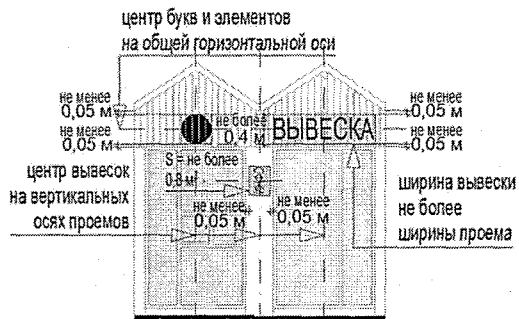 центр букв и элементов
на общей горизонтальной оси
не менее
0,05 м
не менее
0,05 м
не более
0,4 м
ВЫВЕСКА
не менее
0,05 м
не менее
0,05 м
S = не более
0,8 м²
центр вывесок
на вертикальных
осях проемов
не менее
0,05 м
не менее
0,05 м
ширина вывески
не более
ширины проема